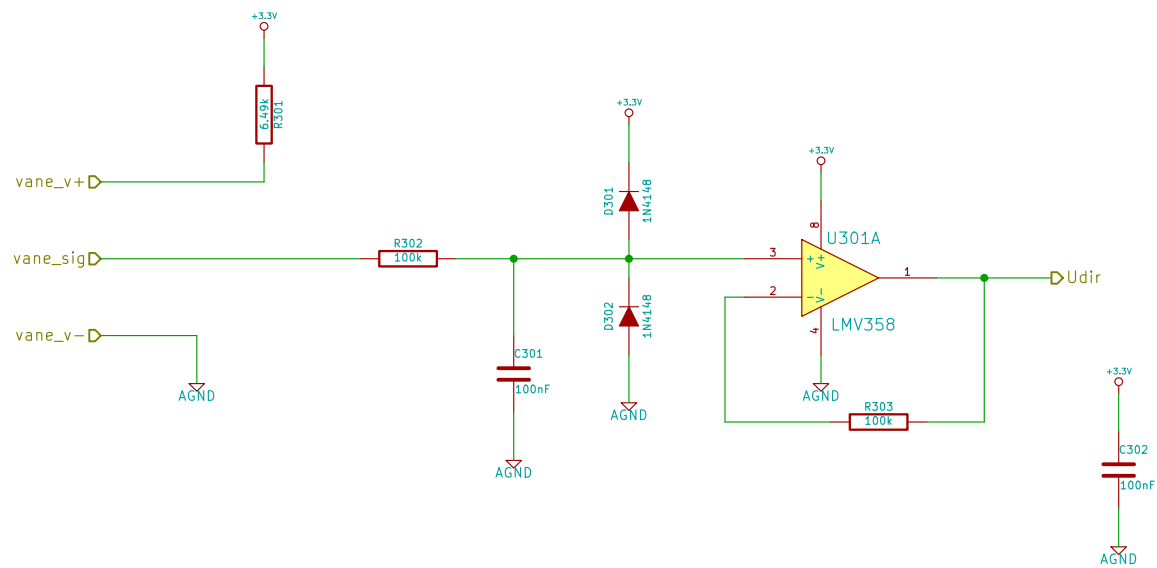 +3.3V
6.49k
R301
vane_v+
vane_sig
R302
100k
vane_v-
AGND
C301
100nF
AGND
+3.3V
D301
1N4148
D302
1N4148
AGND
+3.3V
8
U301A
3
+
V+
1
2
-
V-
4
LMV358
AGND
Udir
R303
100k
+3.3V
C302
100nF
AGND